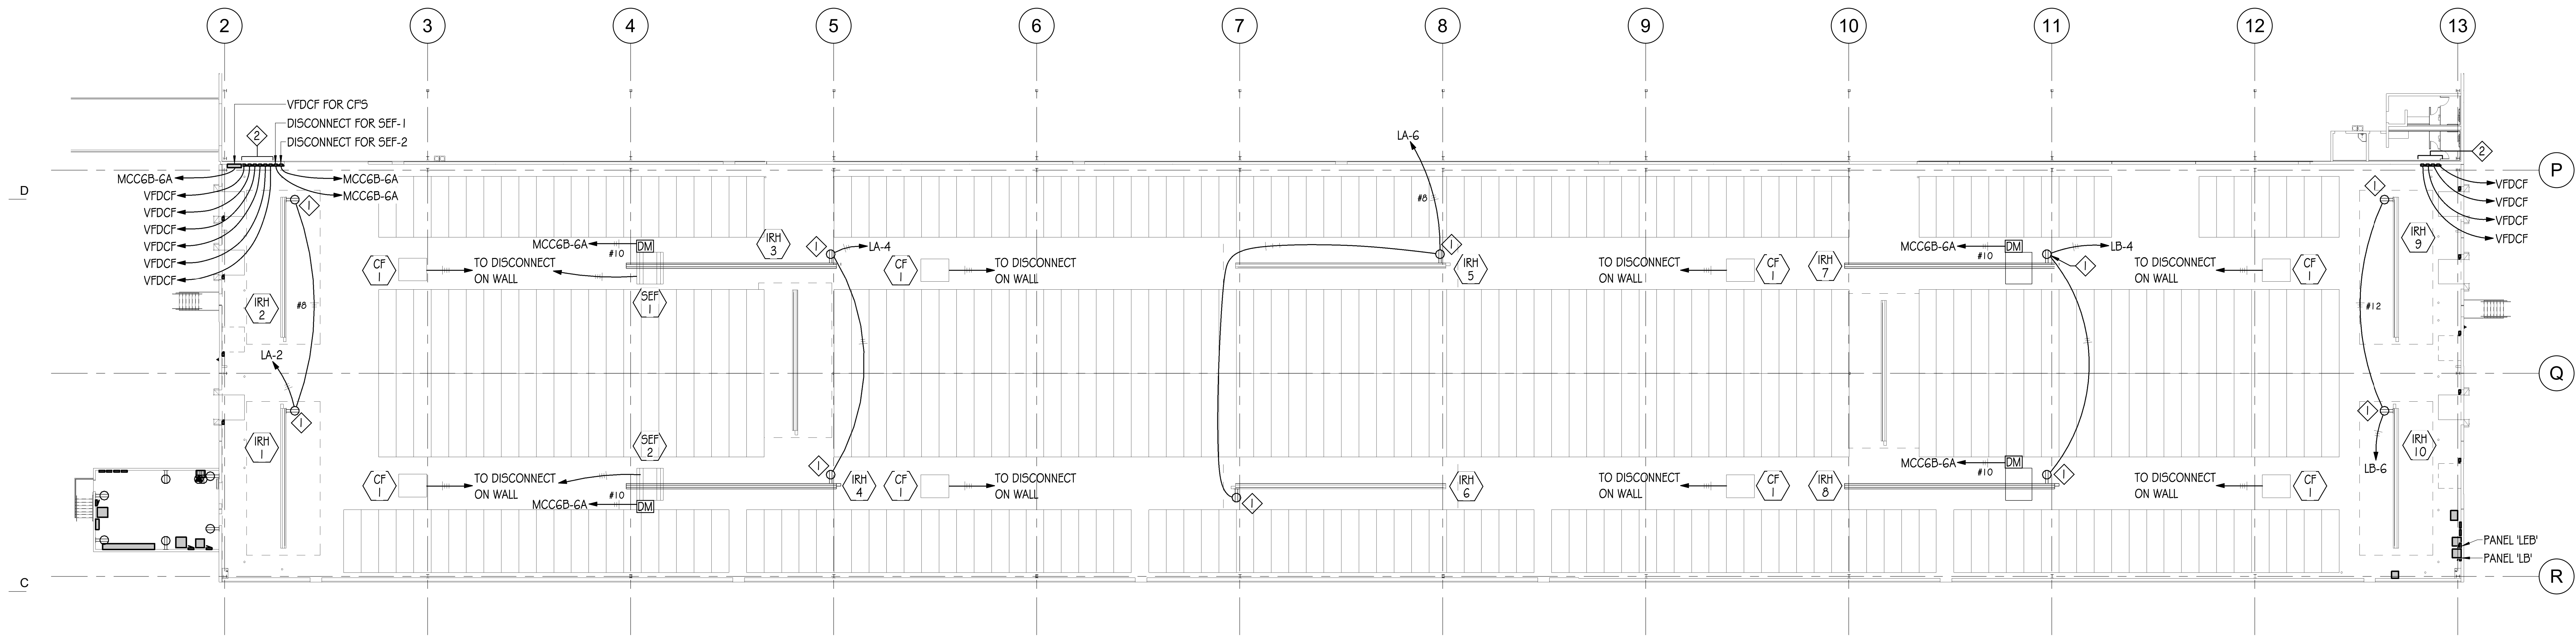 2
3
4
5
6
7
8
9
10
11
12
13
VFDCF FOR CFS
DISCONNECT FOR SEF-1
DISCONNECT FOR SEF-2
2
LA-6
2
P
D
MCC6B-6A
MCC6B-6A
VFDCF
MCC6B-6A
VFDCF
VFDCF
VFDCF
VFDCF
VFDCF
VFDCF
VFDCF
VFDCF
VFDCF
1
#8
1
IRH
9
IRH
3
MCC6B-6A
DM
#10
1
LA-4
1
MCC6B-6A
DM
#10
LB-4
1
CF
1
TO DISCONNECT
ON WALL
CF
1
TO DISCONNECT
ON WALL
IRH
5
TO DISCONNECT
ON WALL
CF
1
IRH
7
TO DISCONNECT
ON WALL
CF
1
IRH
2
#8
SEF
1
#12
LA-2
Q
1
IRH
1
SEF
2
1
1
IRH
10
LB-6
CF
1
TO DISCONNECT
ON WALL
#10
MCC6B-6A
DM
1
IRH
4
CF
1
TO DISCONNECT
ON WALL
1
IRH
6
TO DISCONNECT
ON WALL
CF
1
IRH
8
MCC6B-6A
DM
#10
1
TO DISCONNECT
ON WALL
CF
1
PANEL 'LEB'
PANEL 'LB'
C
R